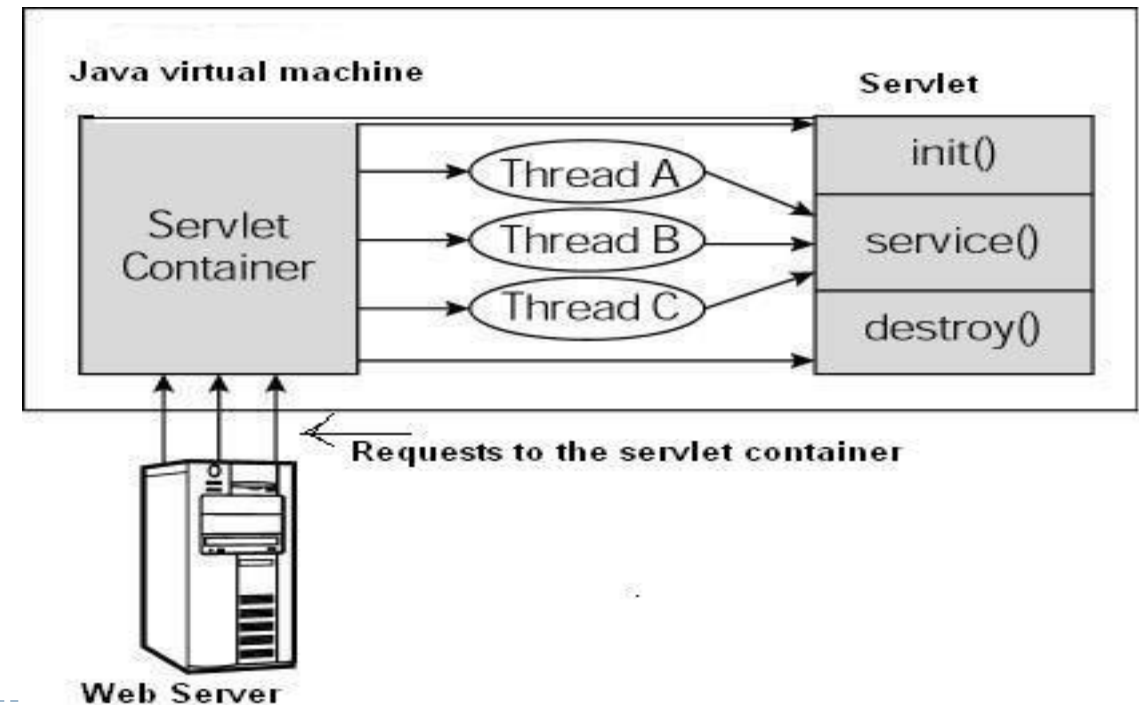 Java virtual machine
Servlet
Servlet
Container
Thread A
Thread B
Thread C
init()
service()
destroy()
Requests to the servlet container
Web Server